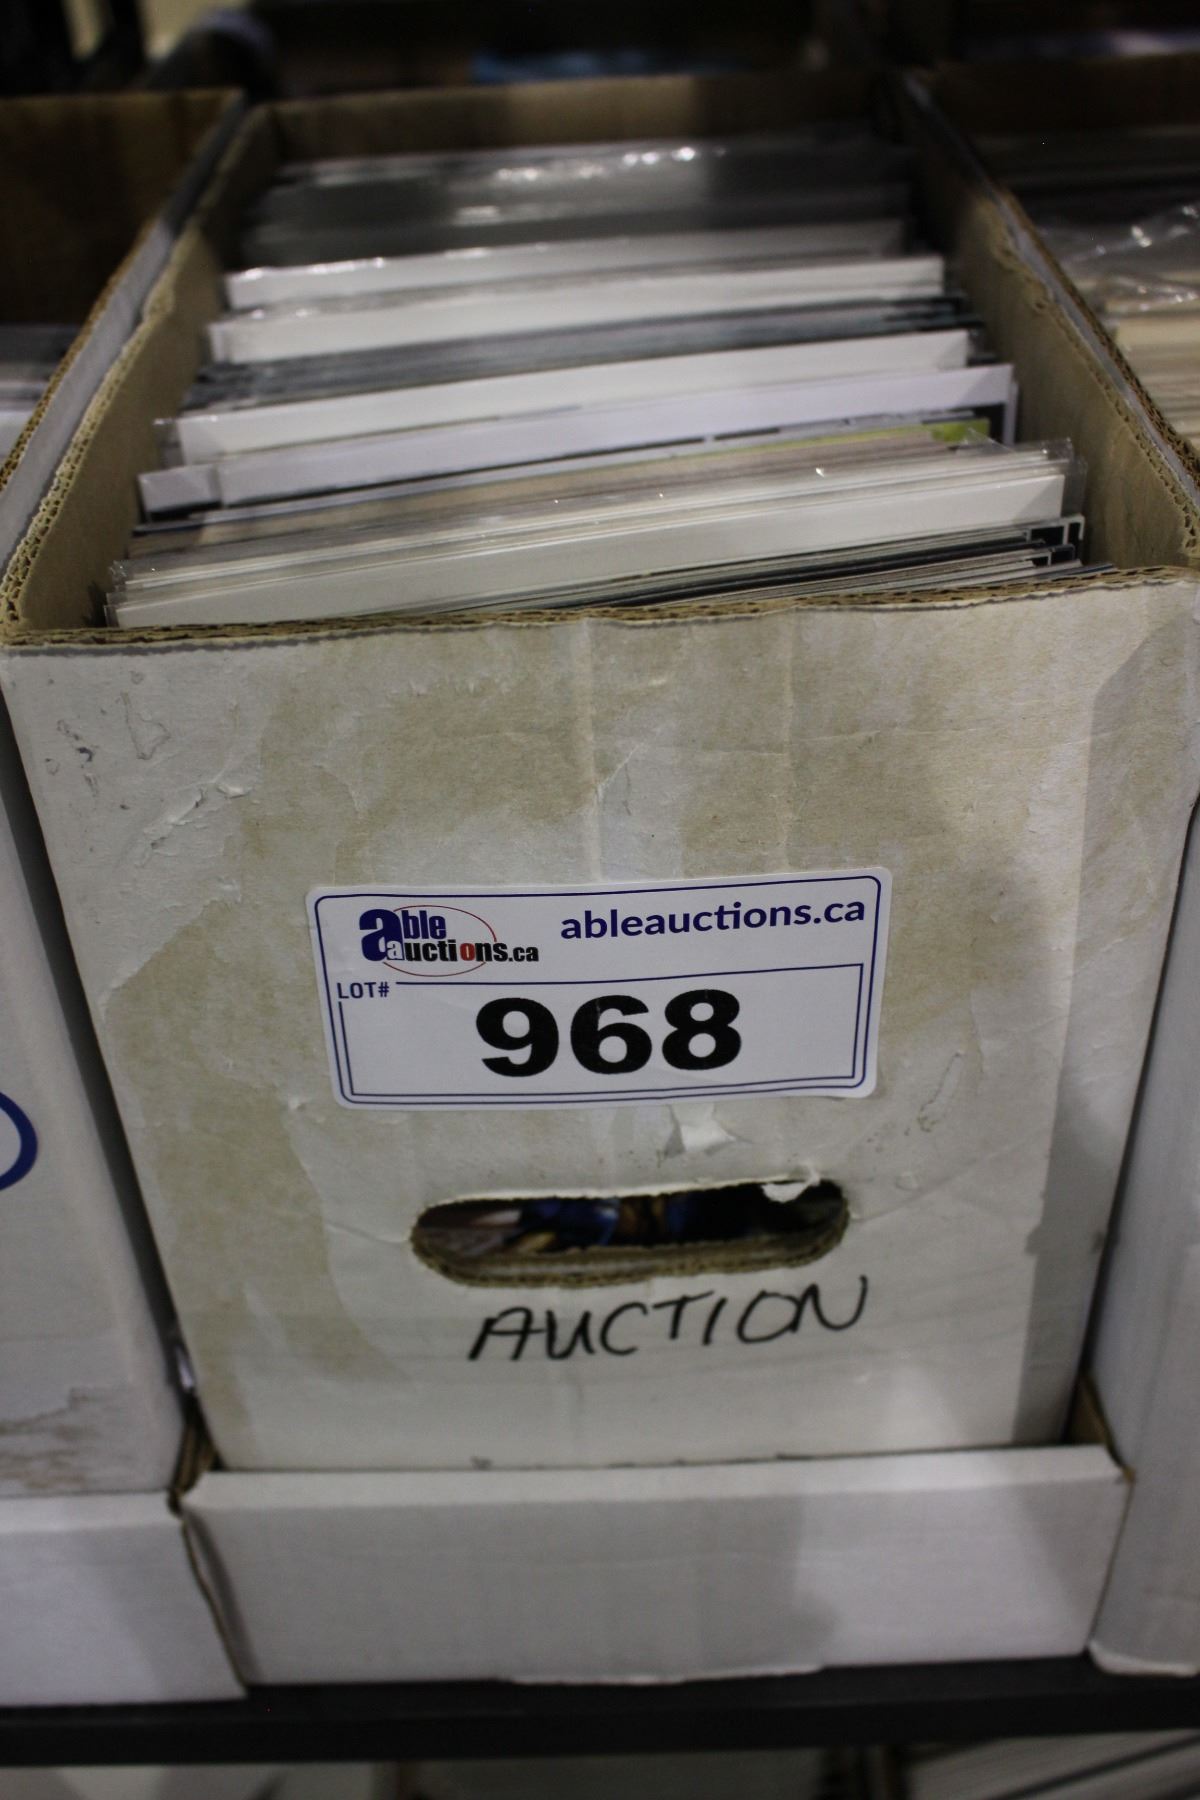 able auctions.ca
ableauctions.ca
LOT#
968
AUCTION